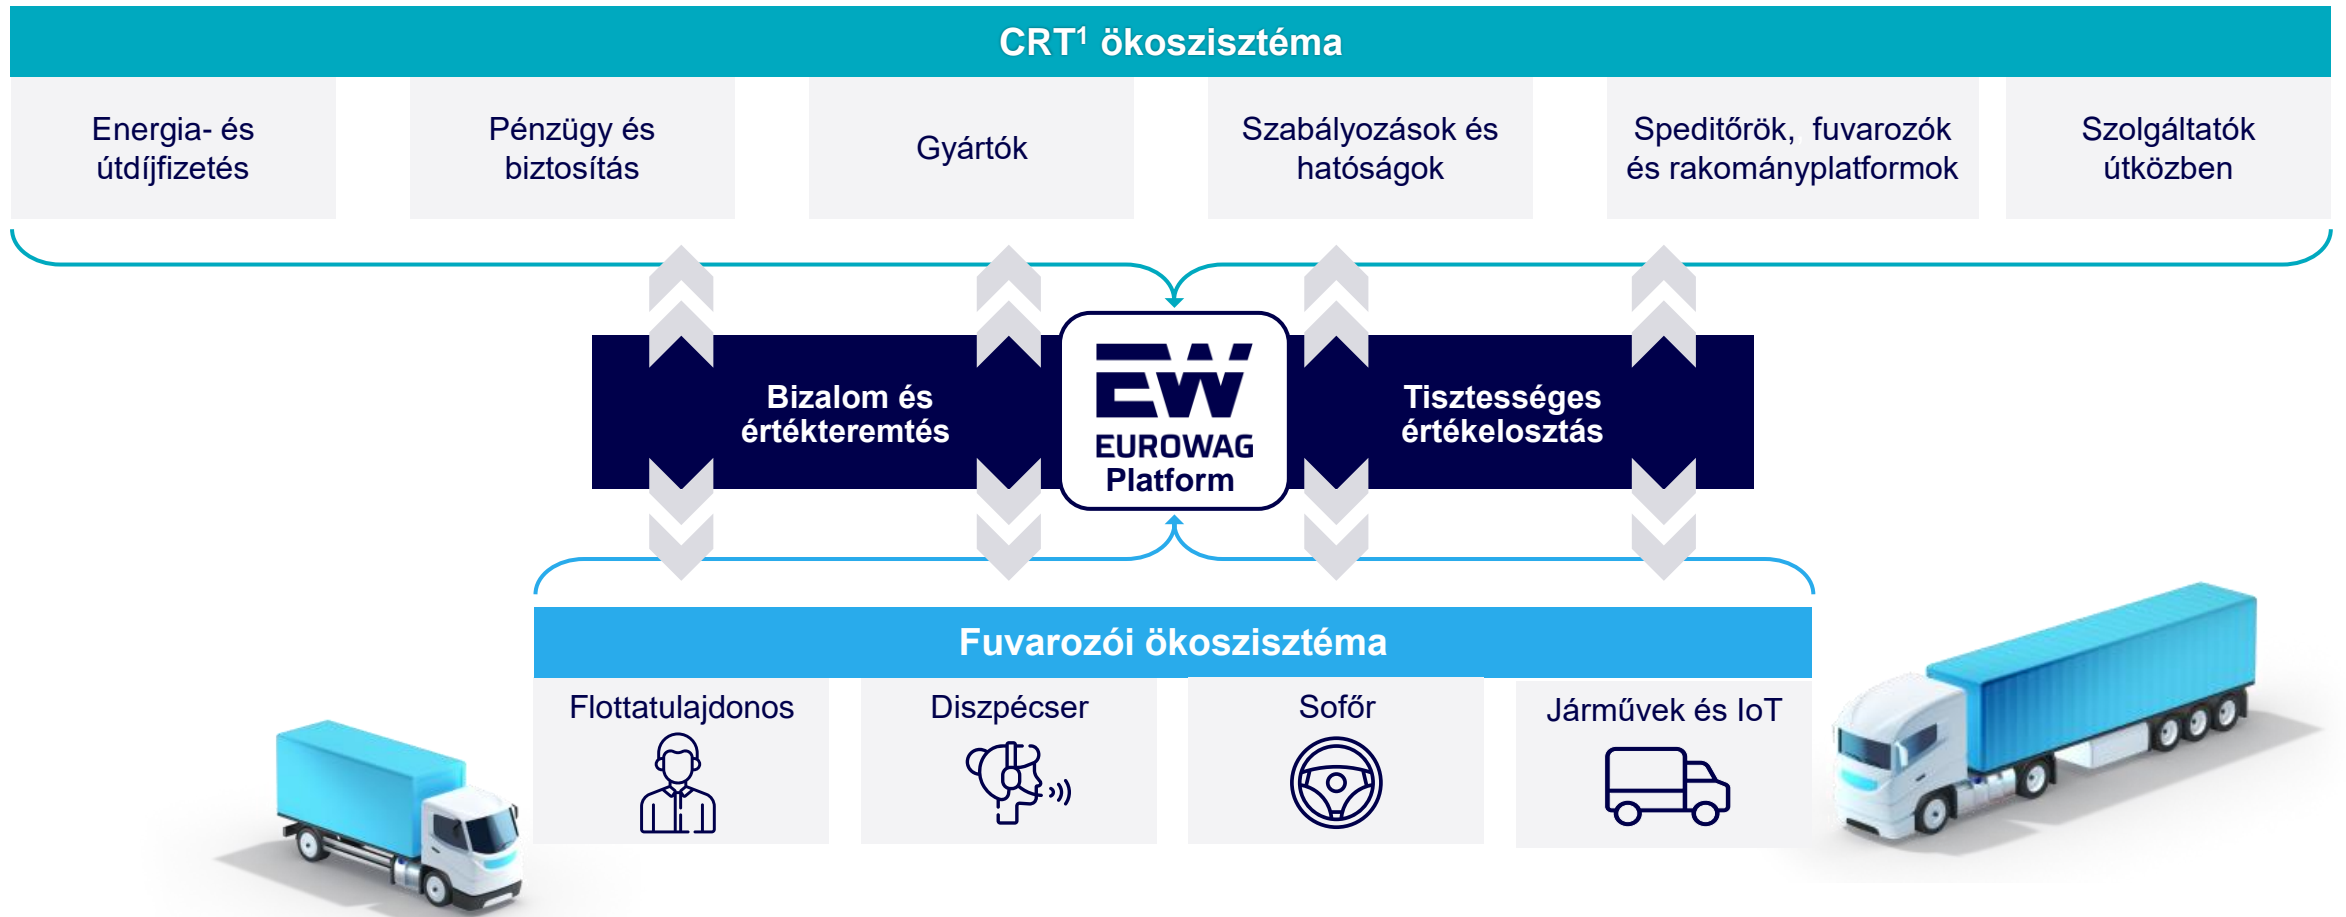 CRT¹ ökoszisztéma
Energia- és
útdíjfizetés
Pénzügy és
biztosítás
Gyártók
Szabályozások és
hatóságok
Speditőrök, fuvarozók
és rakományplatformok
Szolgáltatók
útközben
Bizalom és
értékteremtés
EW
EUROWAG
Platform
Tisztességes
értékelosztás
Fuvarozói ökoszisztéma
Flottatulajdonos
Diszpécser
Sofőr
Járművek és IoT